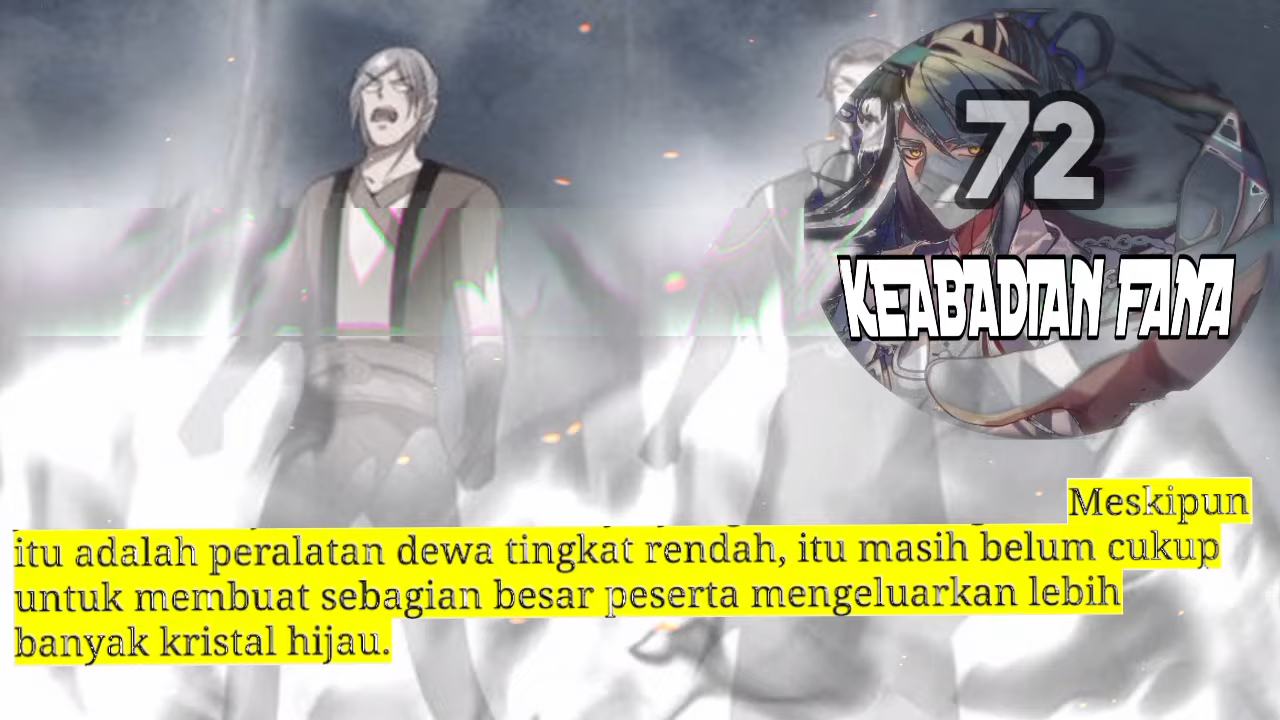 72
KEABADIAN FANA
Meskipun
itu adalah peralatan dewa tingkat rendah, itu masih belum cukup
untuk membuat sebagian besar peserta mengeluarkan lebih
banyak kristal hijau.